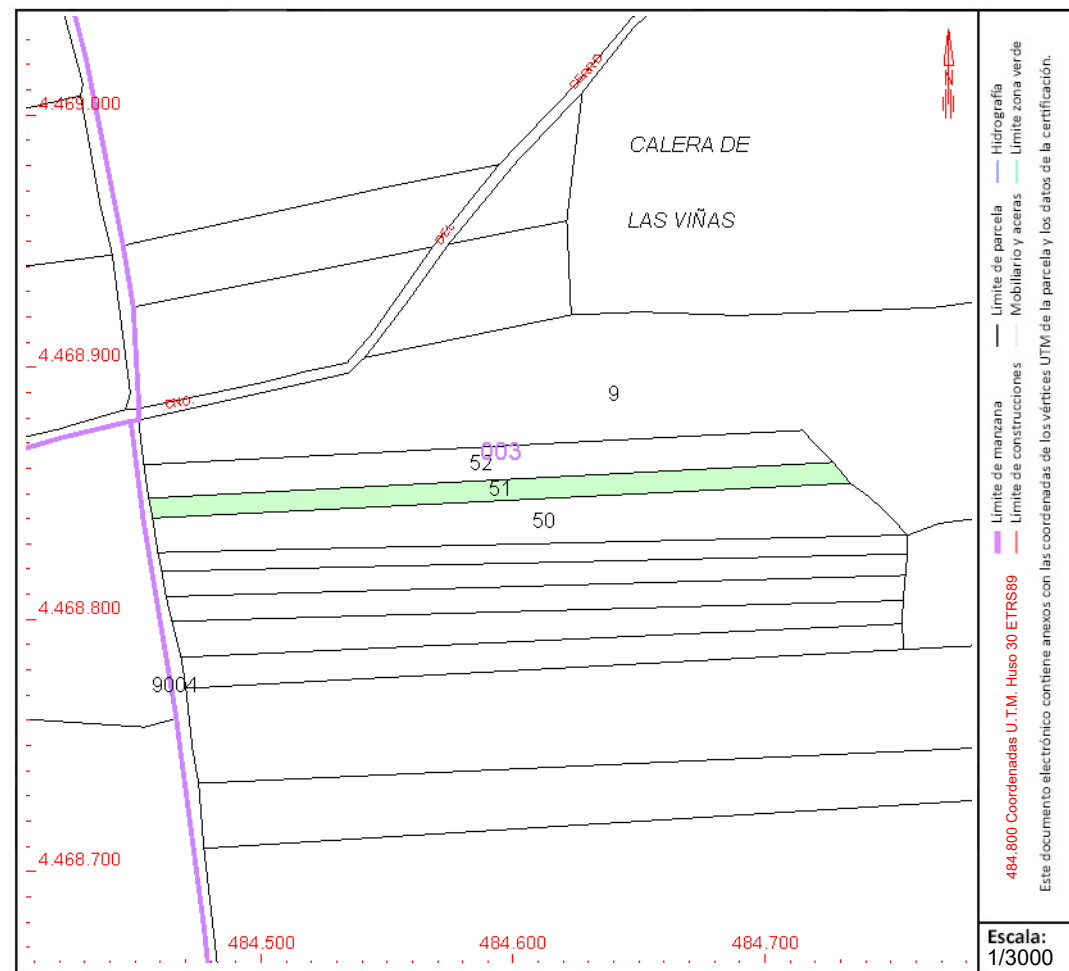 4.469.000
DERRO
N
CALERA DE
LAS VIÑAS
DEL
4.468.900
CNO.
9
003
52
51
50
4.468.800
9004
4.468.700
484.500
484.600
484.700
Límite de manzana
Límite de parcela
Hidrografía
Límite de construcciones
Mobiliario y aceras
Límite zona verde
484.800 Coordenadas U.T.M. Huso 30 ETRS89
Este documento electrónico contiene anexos con las coordenadas de los vértices UTM de la parcela y los datos de la certificación.
Escala:
1/3000